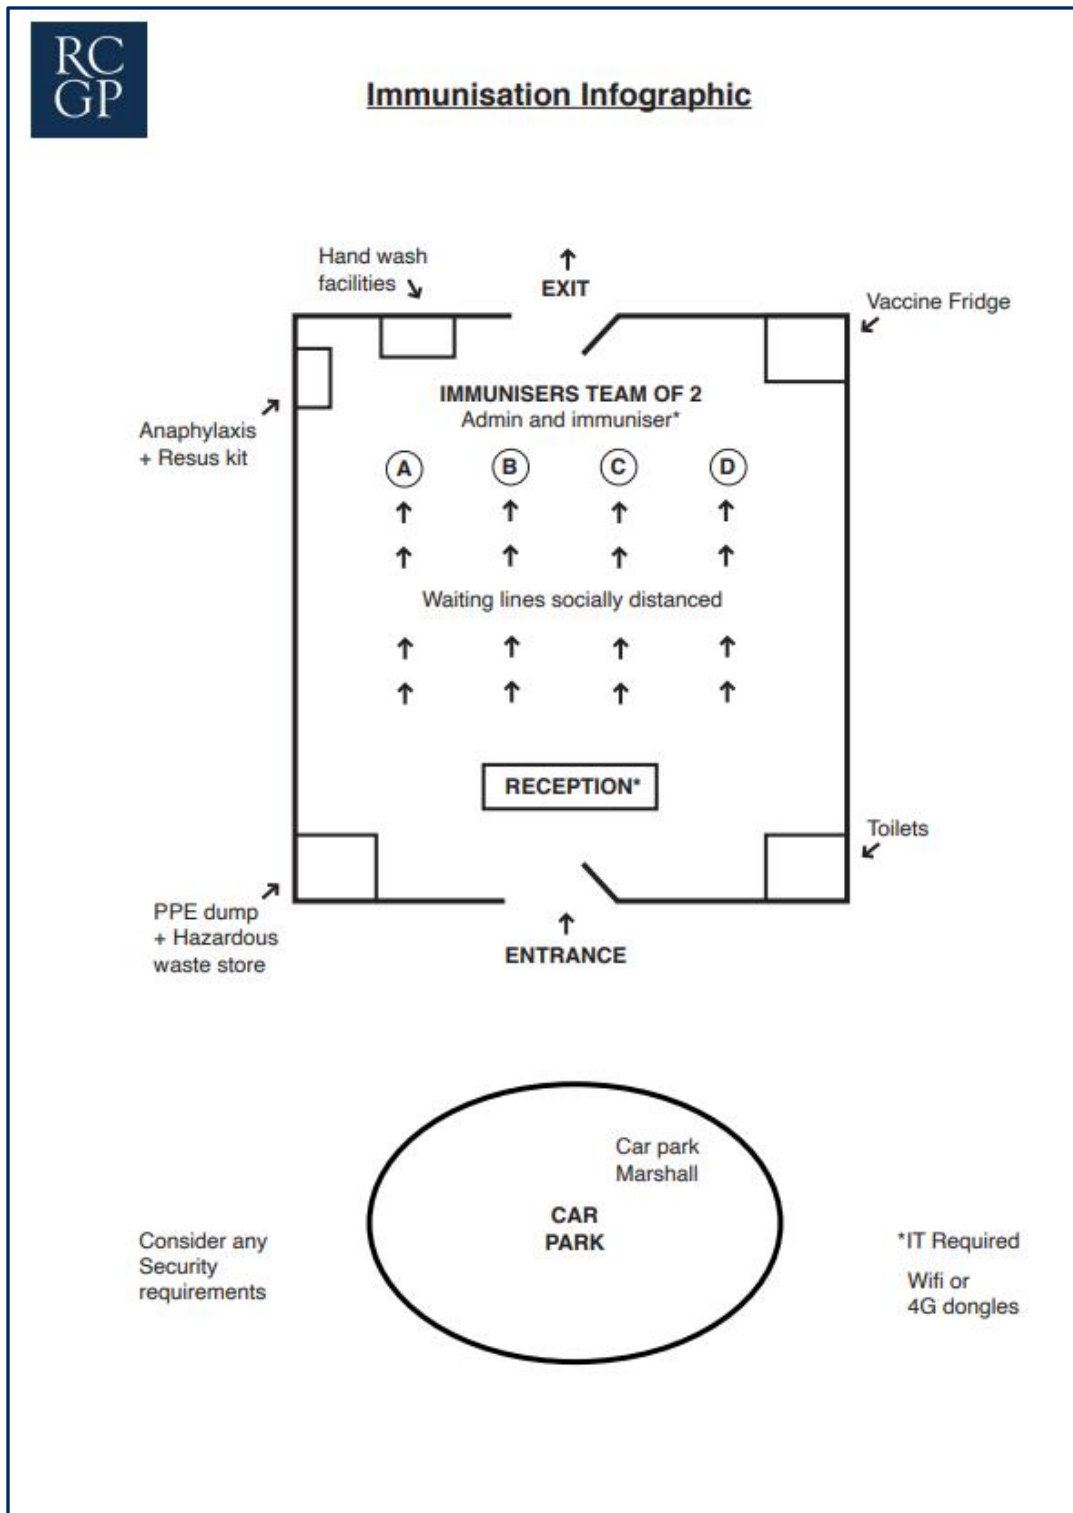 RC
GP
Immunisation Infographic
Hand wash
facilities
EXIT
Vaccine Fridge
IMMUNISERS TEAM OF 2
Admin and immuniser*
Anaphylaxis
+ Resus kit
A
B
C
D
Waiting lines socially distanced
RECEPTION*
Toilets
PPE dump
+ Hazardous
waste store
ENTRANCE
Car park
Marshall
CAR
PARK
Consider any
Security
requirements
*IT Required
Wifi or
4G dongles